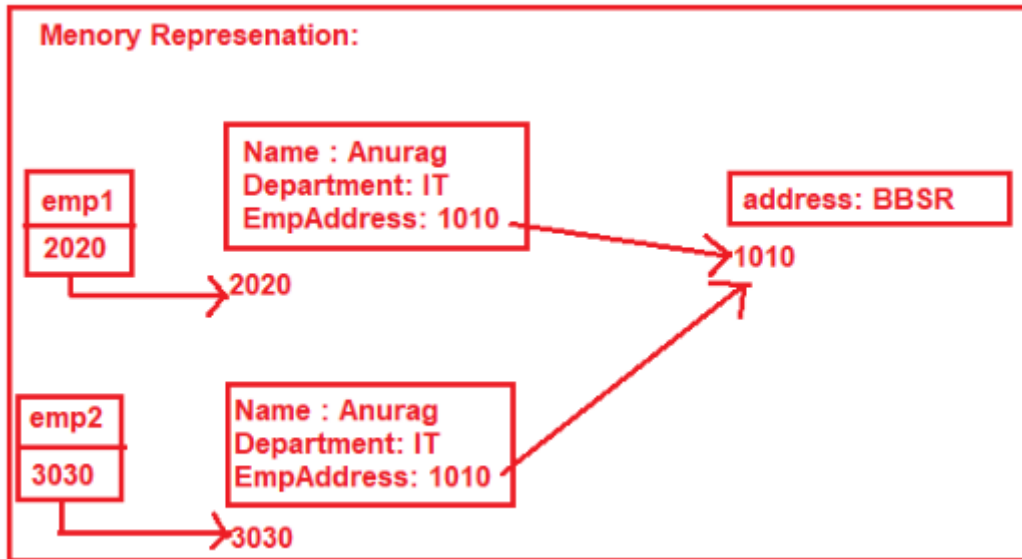 Menory Represenation:
Name : Anurag
Department: IT
EmpAddress: 1010
emp1
2020
2020
address: BBSR
1010
emp2
3030
Name : Anurag
Department: IT
EmpAddress: 1010
3030